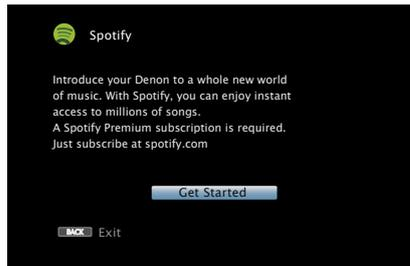 Spotify
Introduce your Denon to a whole new world
of music. With Spotify, you can enjoy instant
access to millions of songs.
A Spotify Premium subscription is required.
Just subscribe at spotify.com
Get Started
BACK Exit